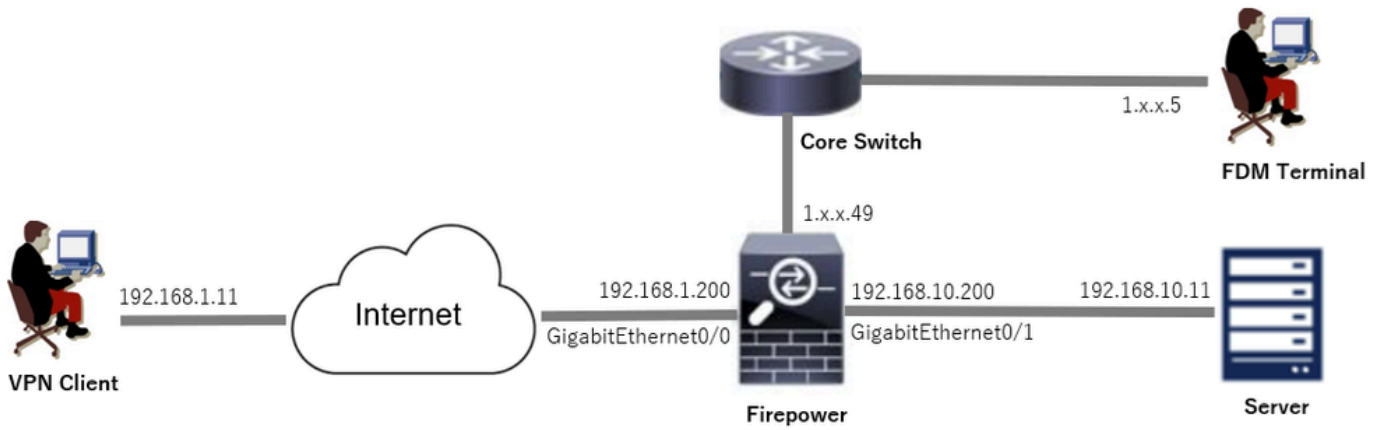 1.x.x.5
Core Switch
FDM Terminal
1.x.x.49
192.168.1.11
Internet
192.168.1.200
192.168.10.200
192.168.10.11
GigabitEthernet0/0
GigabitEthernet0/1
VPN Client
Firepower
Server